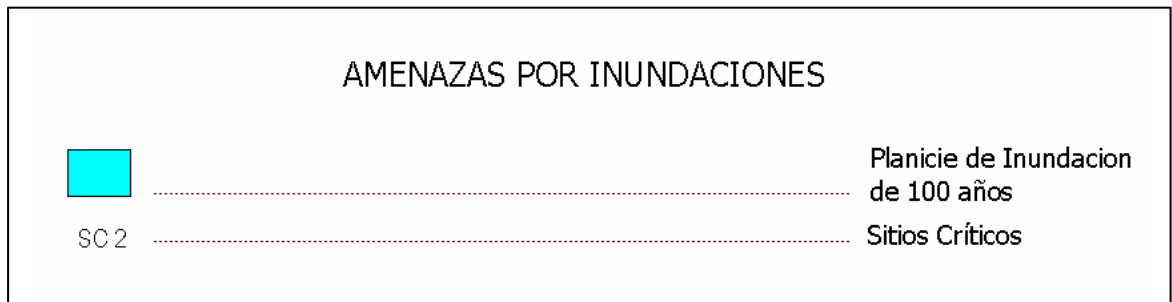 AMENAZAS POR INUNDACIONES
Planicie de Inundacion
de 100 años
SC 2 Sitios Críticos